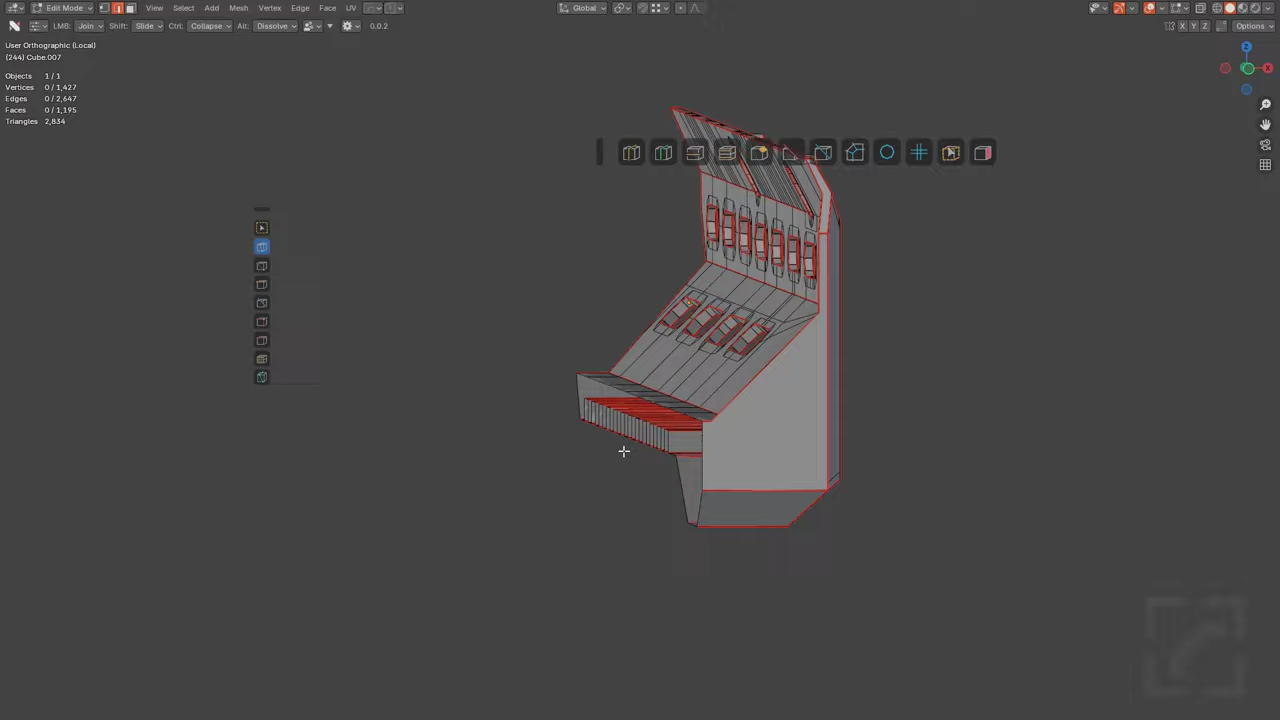 Edit Mode View Select Add Mesh Vertex Edge Face UV Global
LMB: Join Shift: Slide Ctrl: Collapse Alt: Dissolve 0.0.2 X Y Z Options
User Orthographic (Local)
(244) Cube.007
Objects 1 / 1
Vertices 0 / 1,427
Edges 0 / 2,647
Faces 0 / 1,195
Triangles 2,834
Z
X